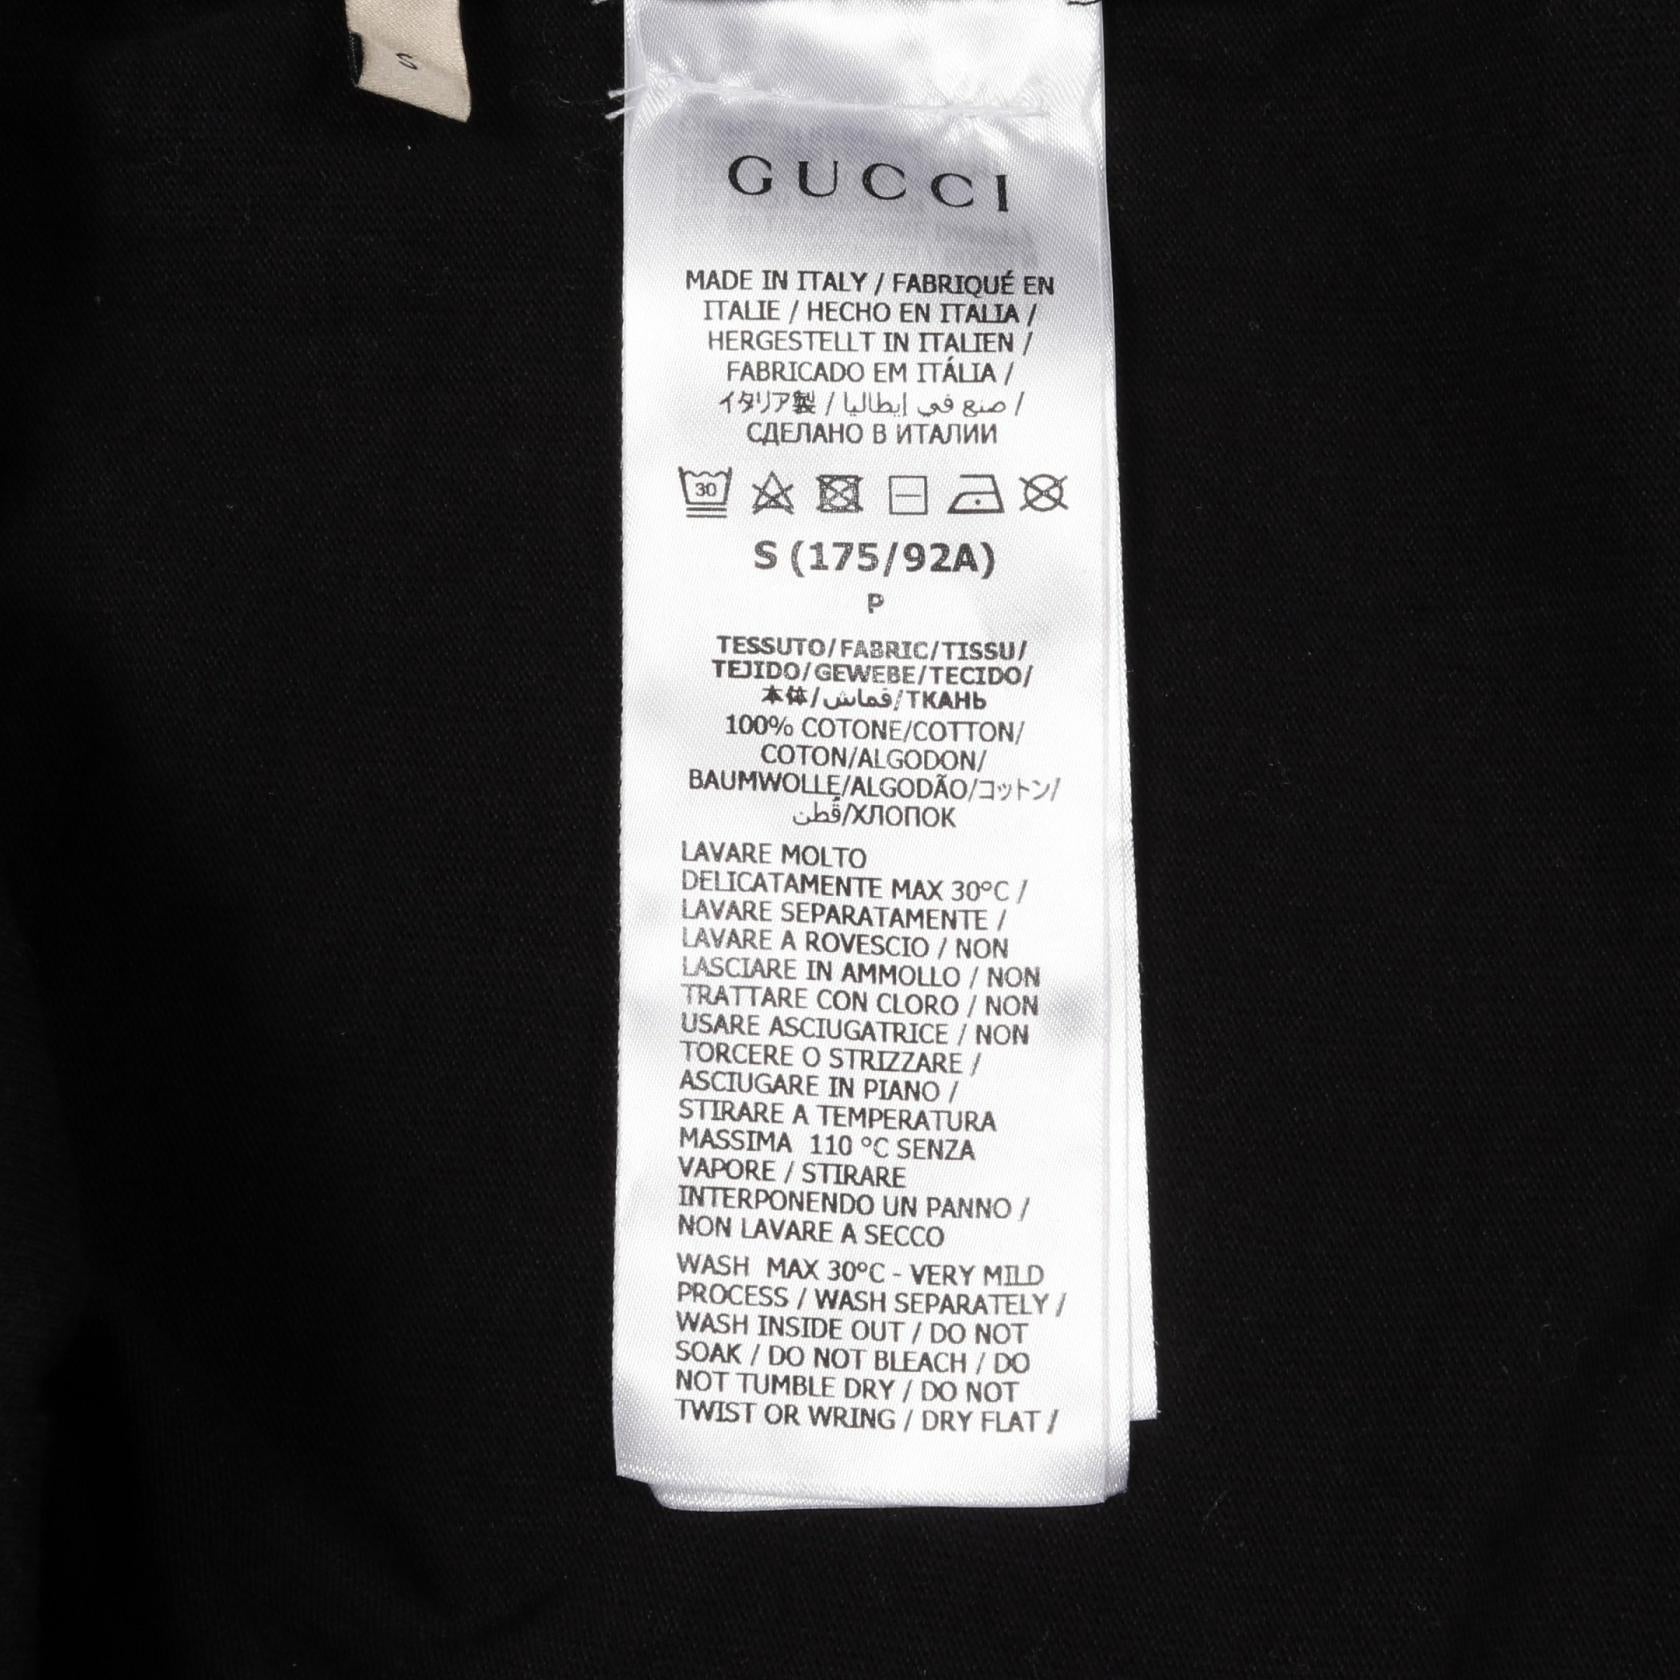 S
GUCCI
MADE IN ITALY / FABRIQUÉ EN
ITALIE / HECHO EN ITALIA /
HERGESTELLT IN ITALIEN /
FABRICADO EM ITÁLIA /
イタリア製 / صنع في إيطاليا /
СДЕЛАНО В ИТАЛИИ
30
S (175/92A)
P
TESSUTO/FABRIC/TISSU/
TEJIDO/GEWEBE/TECIDO/
本体/قماش/ТКАНЬ
100% COTONE/COTTON/
COTON/ALGODON/
BAUMWOLLE/ALGODÃO/コットン/
قُطن/ХЛОПОК
LAVARE MOLTO
DELICATAMENTE MAX 30°C /
LAVARE SEPARATAMENTE /
LAVARE A ROVESCIO / NON
LASCIARE IN AMMOLLO / NON
TRATTARE CON CLORO / NON
USARE ASCIUGATRICE / NON
TORCERE O STRIZZARE /
ASCIUGARE IN PIANO /
STIRARE A TEMPERATURA
MASSIMA 110 °C SENZA
VAPORE / STIRARE
INTERPONENDO UN PANNO /
NON LAVARE A SECCO
WASH MAX 30°C - VERY MILD
PROCESS / WASH SEPARATELY /
WASH INSIDE OUT / DO NOT
SOAK / DO NOT BLEACH / DO
NOT TUMBLE DRY / DO NOT
TWIST OR WRING / DRY FLAT /